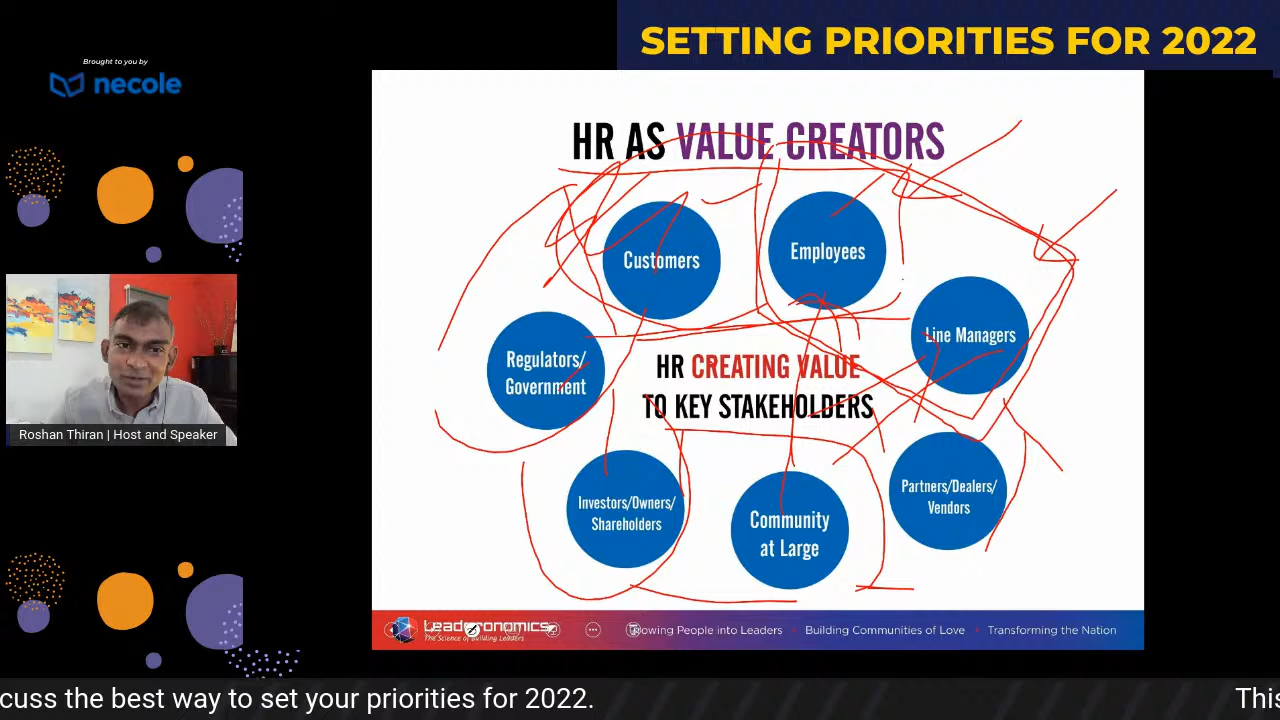 SETTING PRIORITIES FOR 2022
Brought to you by
necole
HR AS VALUE CREATORS
Customers
Employees
Line Managers
Regulators/
Government
HR CREATING VALUE
TO KEY STAKEHOLDERS
Investors/Owners/
Shareholders
Community
at Large
Partners/Dealers/
Vendors
Roshan Thiran | Host and Speaker
Leaderonomics
The Science of Building Leaders
Growing People into Leaders
Building Communities of Love
Transforming the Nation
cuss the best way to set your priorities for 2022.
This